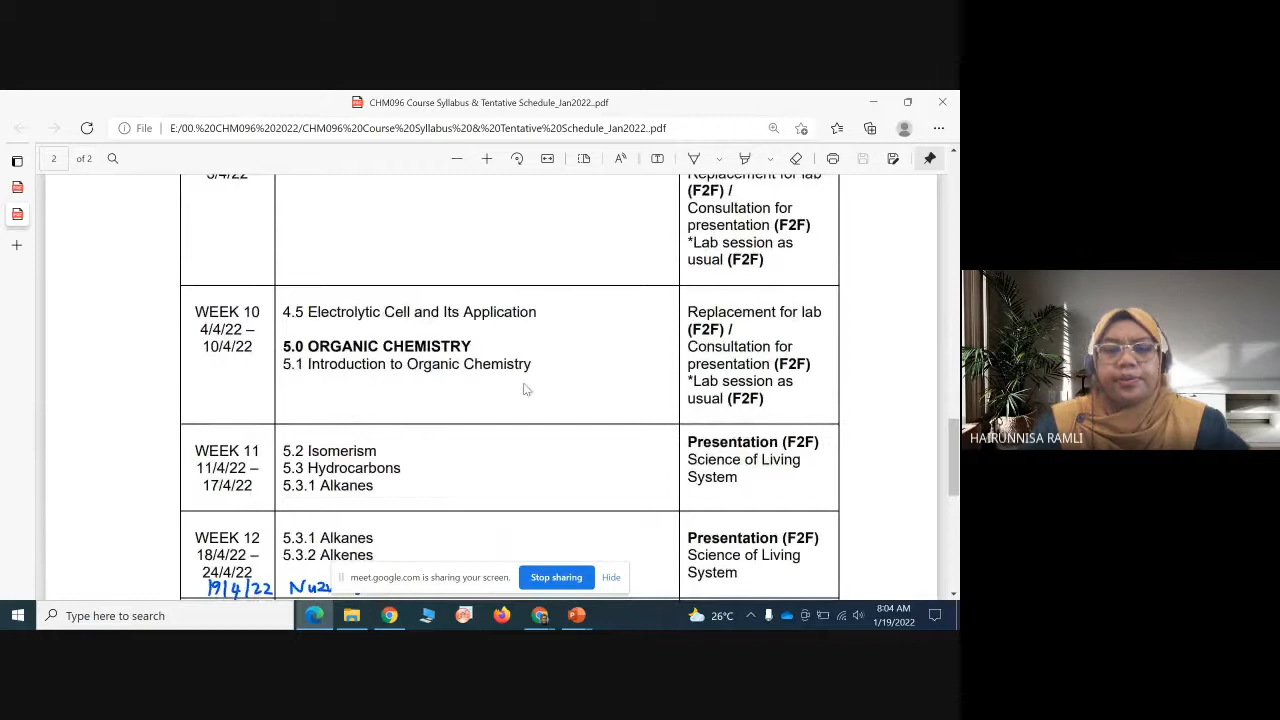 CHM096 Course Syllabus & Tentative Schedule_Jan2022..pdf
File
E:/00.%20CHM096%202022/CHM096%20Course%20Syllabus%20&%20Tentative%20Schedule_Jan2022..pdf
2 of 2
3/4/22
Replacement for lab
(F2F) /
Consultation for
presentation (F2F)
*Lab session as
usual (F2F)
WEEK 10
4/4/22 –
10/4/22
4.5 Electrolytic Cell and Its Application
5.0 ORGANIC CHEMISTRY
5.1 Introduction to Organic Chemistry
Replacement for lab
(F2F) /
Consultation for
presentation (F2F)
*Lab session as
usual (F2F)
WEEK 11
11/4/22 –
17/4/22
5.2 Isomerism
5.3 Hydrocarbons
5.3.1 Alkanes
Presentation (F2F)
Science of Living
System
WEEK 12
18/4/22 –
24/4/22
19/4/22
5.3.1 Alkanes
5.3.2 Alkenes
Presentation (F2F)
Science of Living
System
meet.google.com is sharing your screen.
Stop sharing
Hide
HAIRUNNISA RAMLI
Type here to search
26°C
8:04 AM
1/19/2022